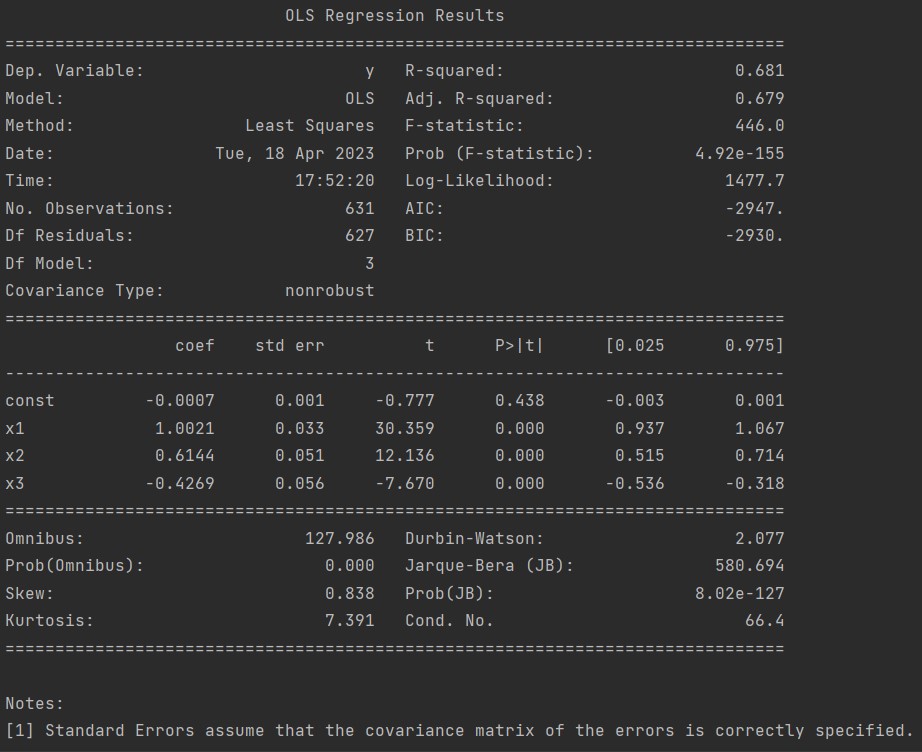 OLS Regression Results
==============================================================================
Dep. Variable:                      y   R-squared:                       0.681
Model:                            OLS   Adj. R-squared:                  0.679
Method:                 Least Squares   F-statistic:                     446.0
Date:                Tue, 18 Apr 2023   Prob (F-statistic):          4.92e-155
Time:                        17:52:20   Log-Likelihood:                 1477.7
No. Observations:                 631   AIC:                            -2947.
Df Residuals:                     627   BIC:                            -2930.
Df Model:                           3
Covariance Type:            nonrobust
==============================================================================
                 coef    std err          t      P>|t|      [0.025      0.975]
------------------------------------------------------------------------------
const         -0.0007      0.001     -0.777      0.438      -0.003       0.001
x1             1.0021      0.033     30.359      0.000       0.937       1.067
x2             0.6144      0.051     12.136      0.000       0.515       0.714
x3            -0.4269      0.056     -7.670      0.000      -0.536      -0.318
==============================================================================
Omnibus:                      127.986   Durbin-Watson:                   2.077
Prob(Omnibus):                  0.000   Jarque-Bera (JB):              580.694
Skew:                           0.838   Prob(JB):                    8.02e-127
Kurtosis:                       7.391   Cond. No.                         66.4
==============================================================================

Notes:
[1] Standard Errors assume that the covariance matrix of the errors is correctly specified.